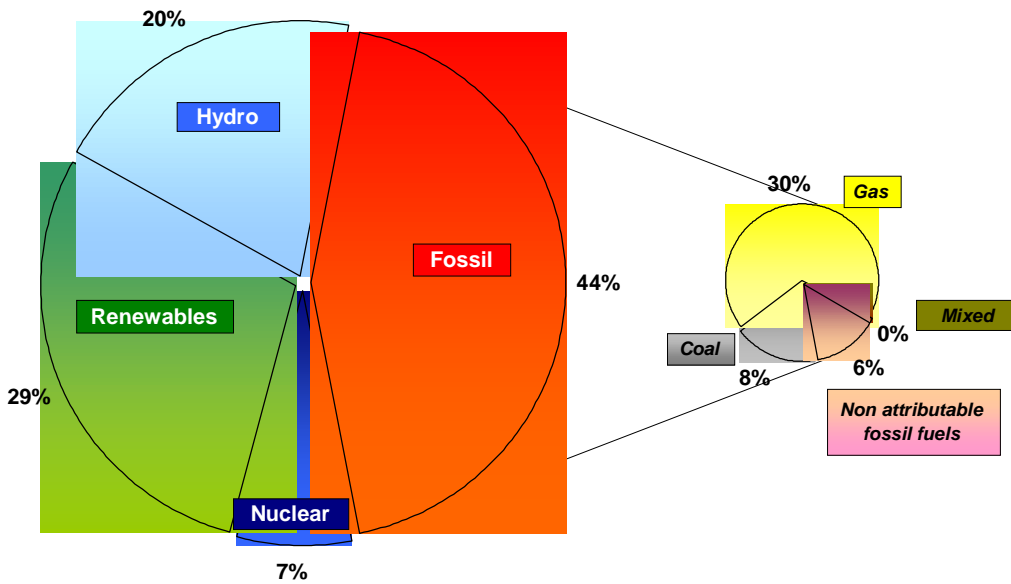 20%
Hydro
30%
Gas
Fossil
44%
Renewables
Mixed
0%
Coal
6%
8%
29%
Non attributable
fossil fuels
Nuclear
7%